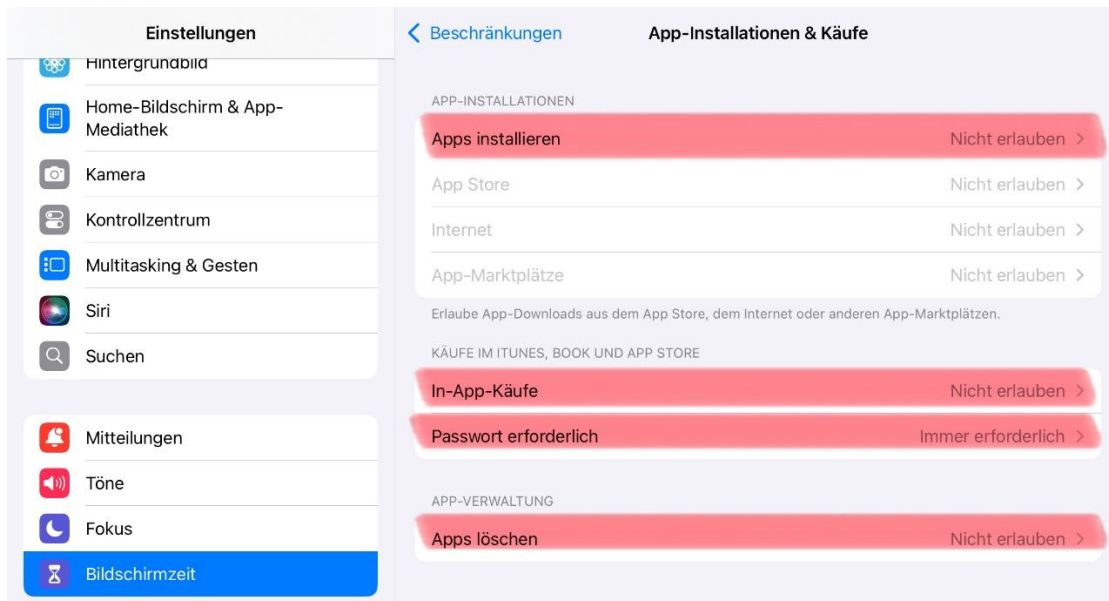 Einstellungen
Hintergrundbild
Home-Bildschirm & App-
Mediathek
Kamera
Kontrollzentrum
Multitasking & Gesten
Siri
Suchen
Mitteilungen
Töne
Fokus
Bildschirmzeit
Beschränkungen
App-Installationen & Käufe
APP-INSTALLATIONEN
Apps installieren Nicht erlauben
App Store Nicht erlauben
Internet Nicht erlauben
App-Marktplätze Nicht erlauben
Erlaube App-Downloads aus dem App Store, dem Internet oder anderen App-Marktplätzen.
KÄUFE IM ITUNES, BOOK UND APP STORE
In-App-Käufe Nicht erlauben
Passwort erforderlich Immer erforderlich
APP-VERWALTUNG
Apps löschen Nicht erlauben